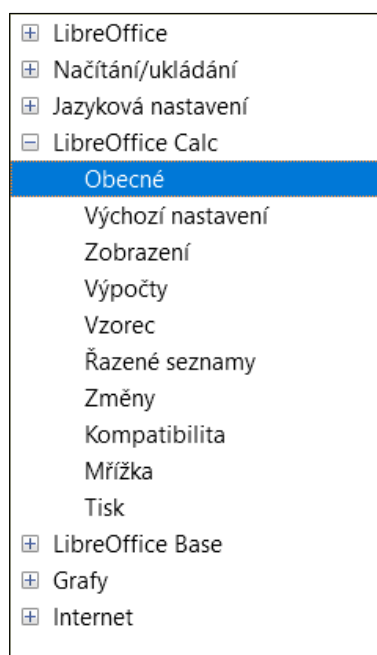 LibreOffice
Načítání/ukládání
Jazyková nastavení
LibreOffice Calc
Obecné
Výchozí nastavení
Zobrazení
Výpočty
Vzorec
Řazené seznamy
Změny
Kompatibilita
Mřížka
Tisk
LibreOffice Base
Grafy
Internet